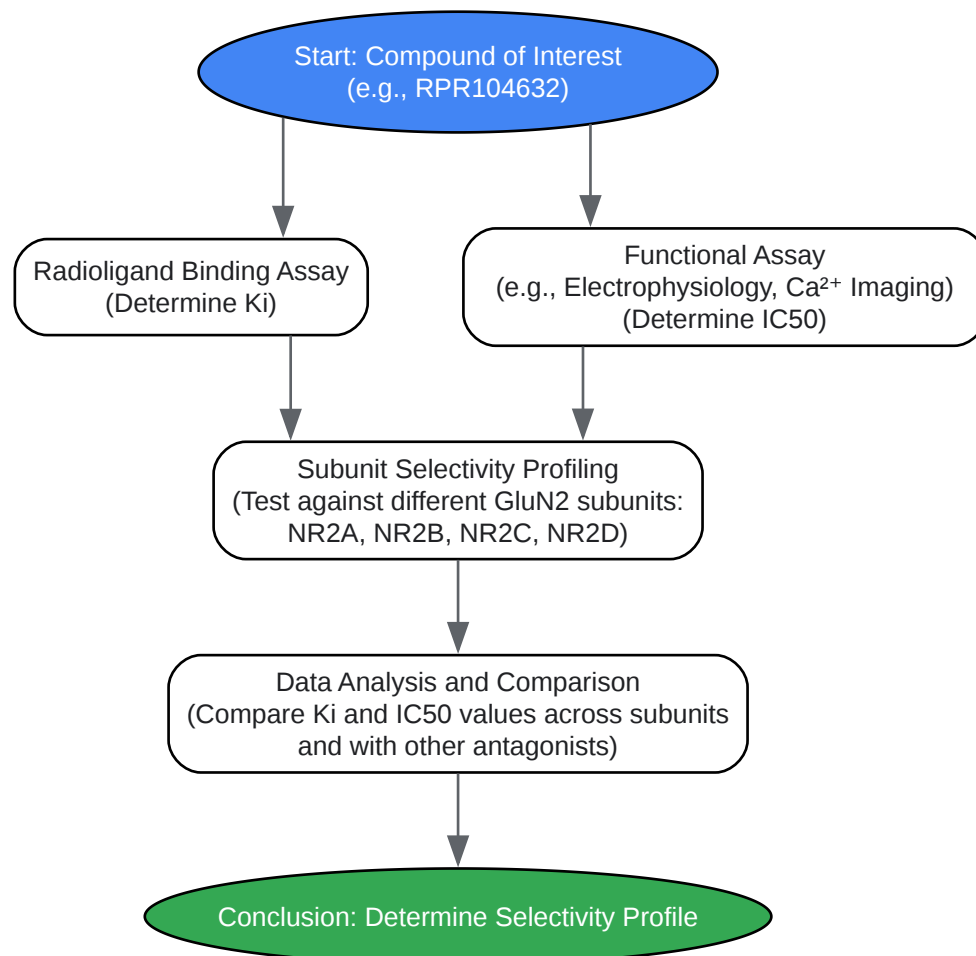 Start: Compound of Interest
(e.g., RPR104632)
Radioligand Binding Assay
(Determine Ki)
Functional Assay
(e.g., Electrophysiology, Ca²⁺ Imaging)
(Determine IC50)
Subunit Selectivity Profiling
(Test against different GluN2 subunits:
NR2A, NR2B, NR2C, NR2D)
Data Analysis and Comparison
(Compare Ki and IC50 values across subunits
and with other antagonists)
Conclusion: Determine Selectivity Profile